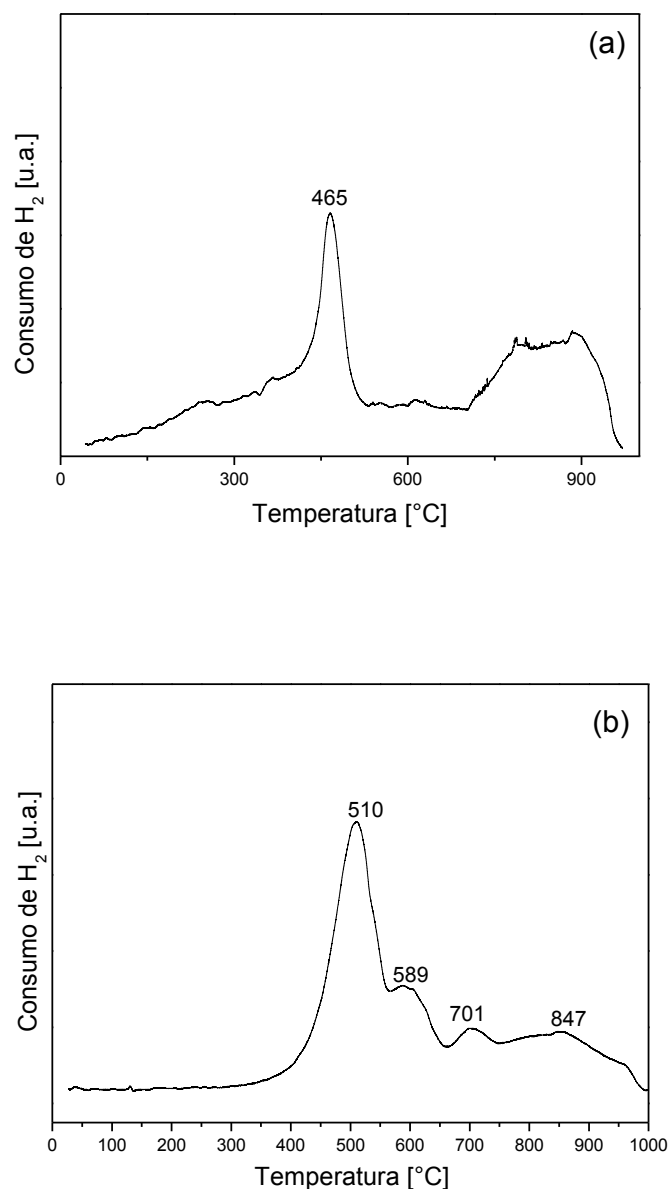 (a)
Consumo de H2 [u.a.]
465
0 300 600 900
Temperatura [°C]
(b)
Consumo de H2 [u.a.]
510
589
701
847
0 100 200 300 400 500 600 700 800 900 1000
Temperatura [°C]